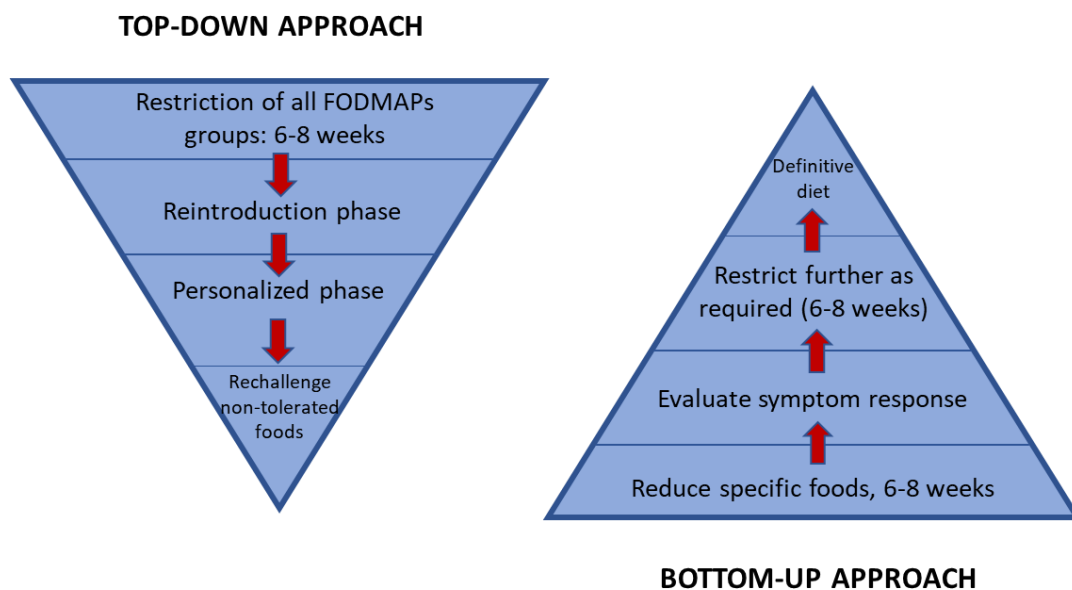 TOP-DOWN APPROACH
Restriction of all FODMAPs
groups: 6-8 weeks
Reintroduction phase
Personalized phase
Rechallenge
non-tolerated
foods
Definitive
diet
Restrict further as
required (6-8 weeks)
Evaluate symptom response
Reduce specific foods, 6-8 weeks
BOTTOM-UP APPROACH